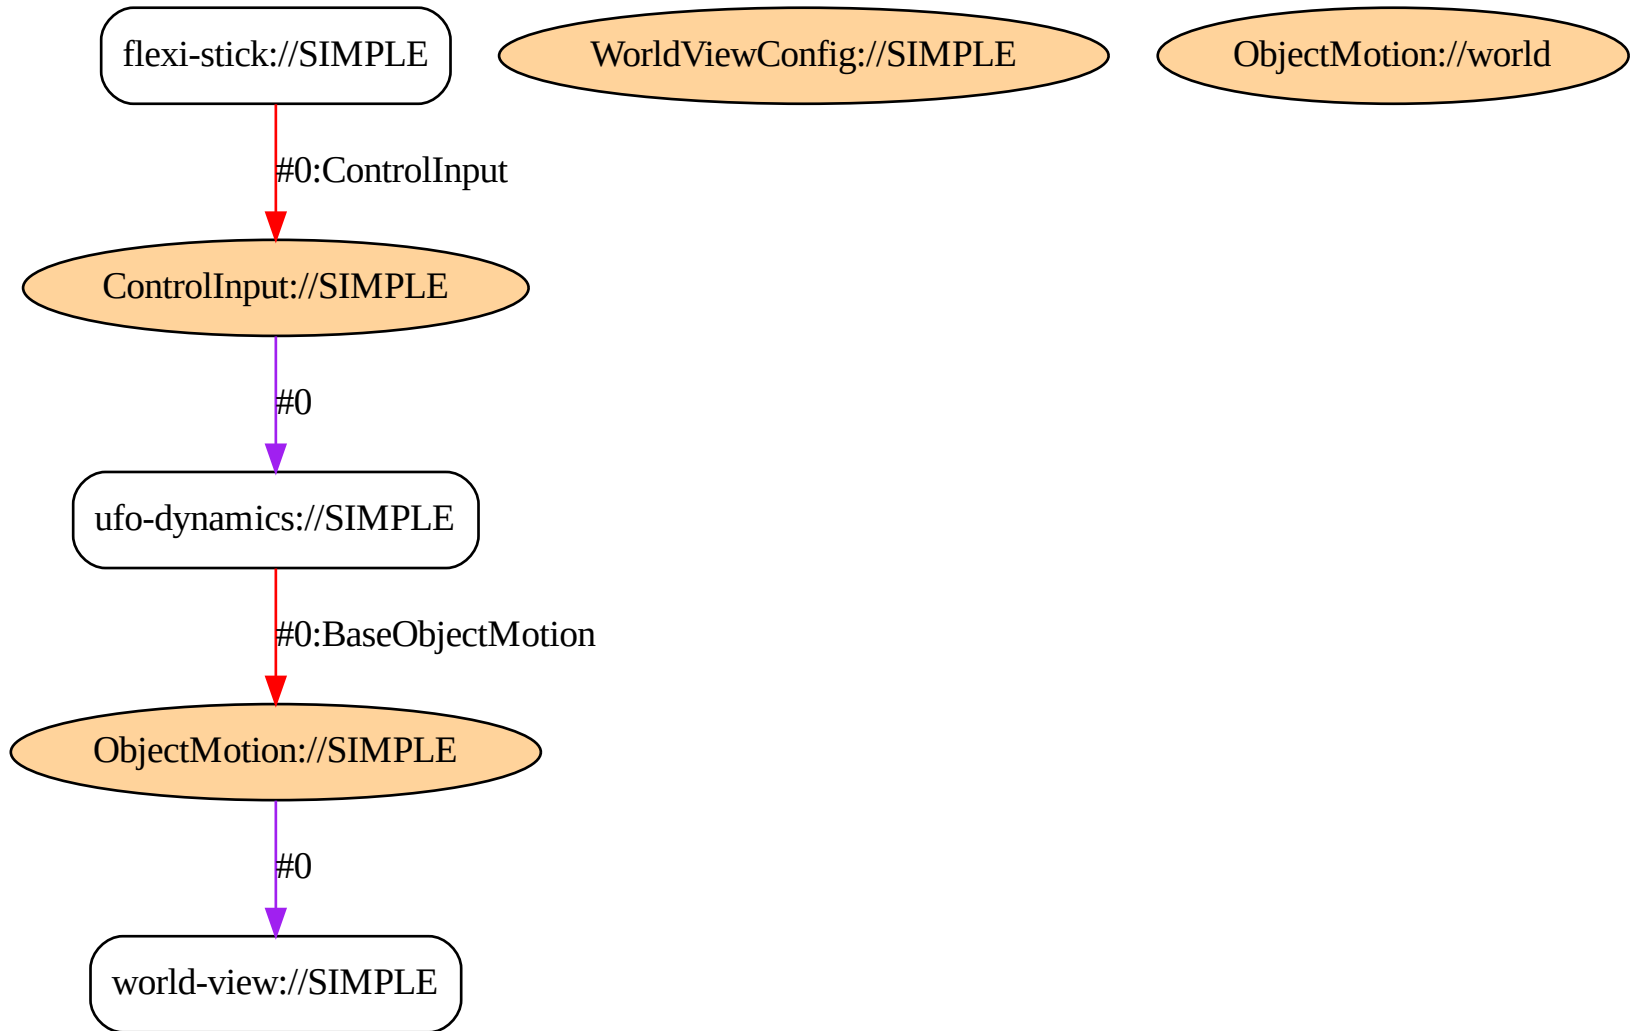 flexi-stick://SIMPLE
WorldViewConfig://SIMPLE
ObjectMotion://world
#0:ControlInput
ControlInput://SIMPLE
#0
ufo-dynamics://SIMPLE
#0:BaseObjectMotion
ObjectMotion://SIMPLE
#0
world-view://SIMPLE